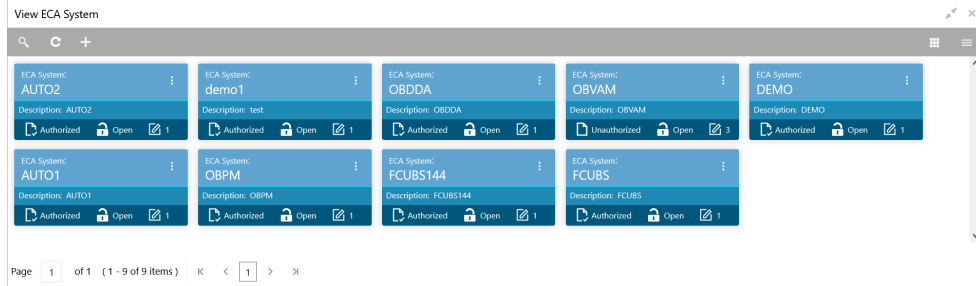 View ECA System
ECA System: ECA System: ECA System: ECA System: ECA System:
AUTO2 demo1 OBDDA OBVAM DEMO
Description: AUTO2 Description: test Description: OBDDA Description: OBVAM Description: DEMO
Authorized Open 1 Authorized Open 1 Authorized Open 1 Unauthorized Open 3 Authorized Open 1
ECA System: ECA System: ECA System: ECA System:
AUTO1 OBPM FCUBS144 FCUBS
Description: AUTO1 Description: OBPM Description: FCUBS144 Description: FCUBS
Authorized Open 1 Authorized Open 1 Authorized Open 1 Authorized Open 1
Page 1 of 1 (1 - 9 of 9 items) 1